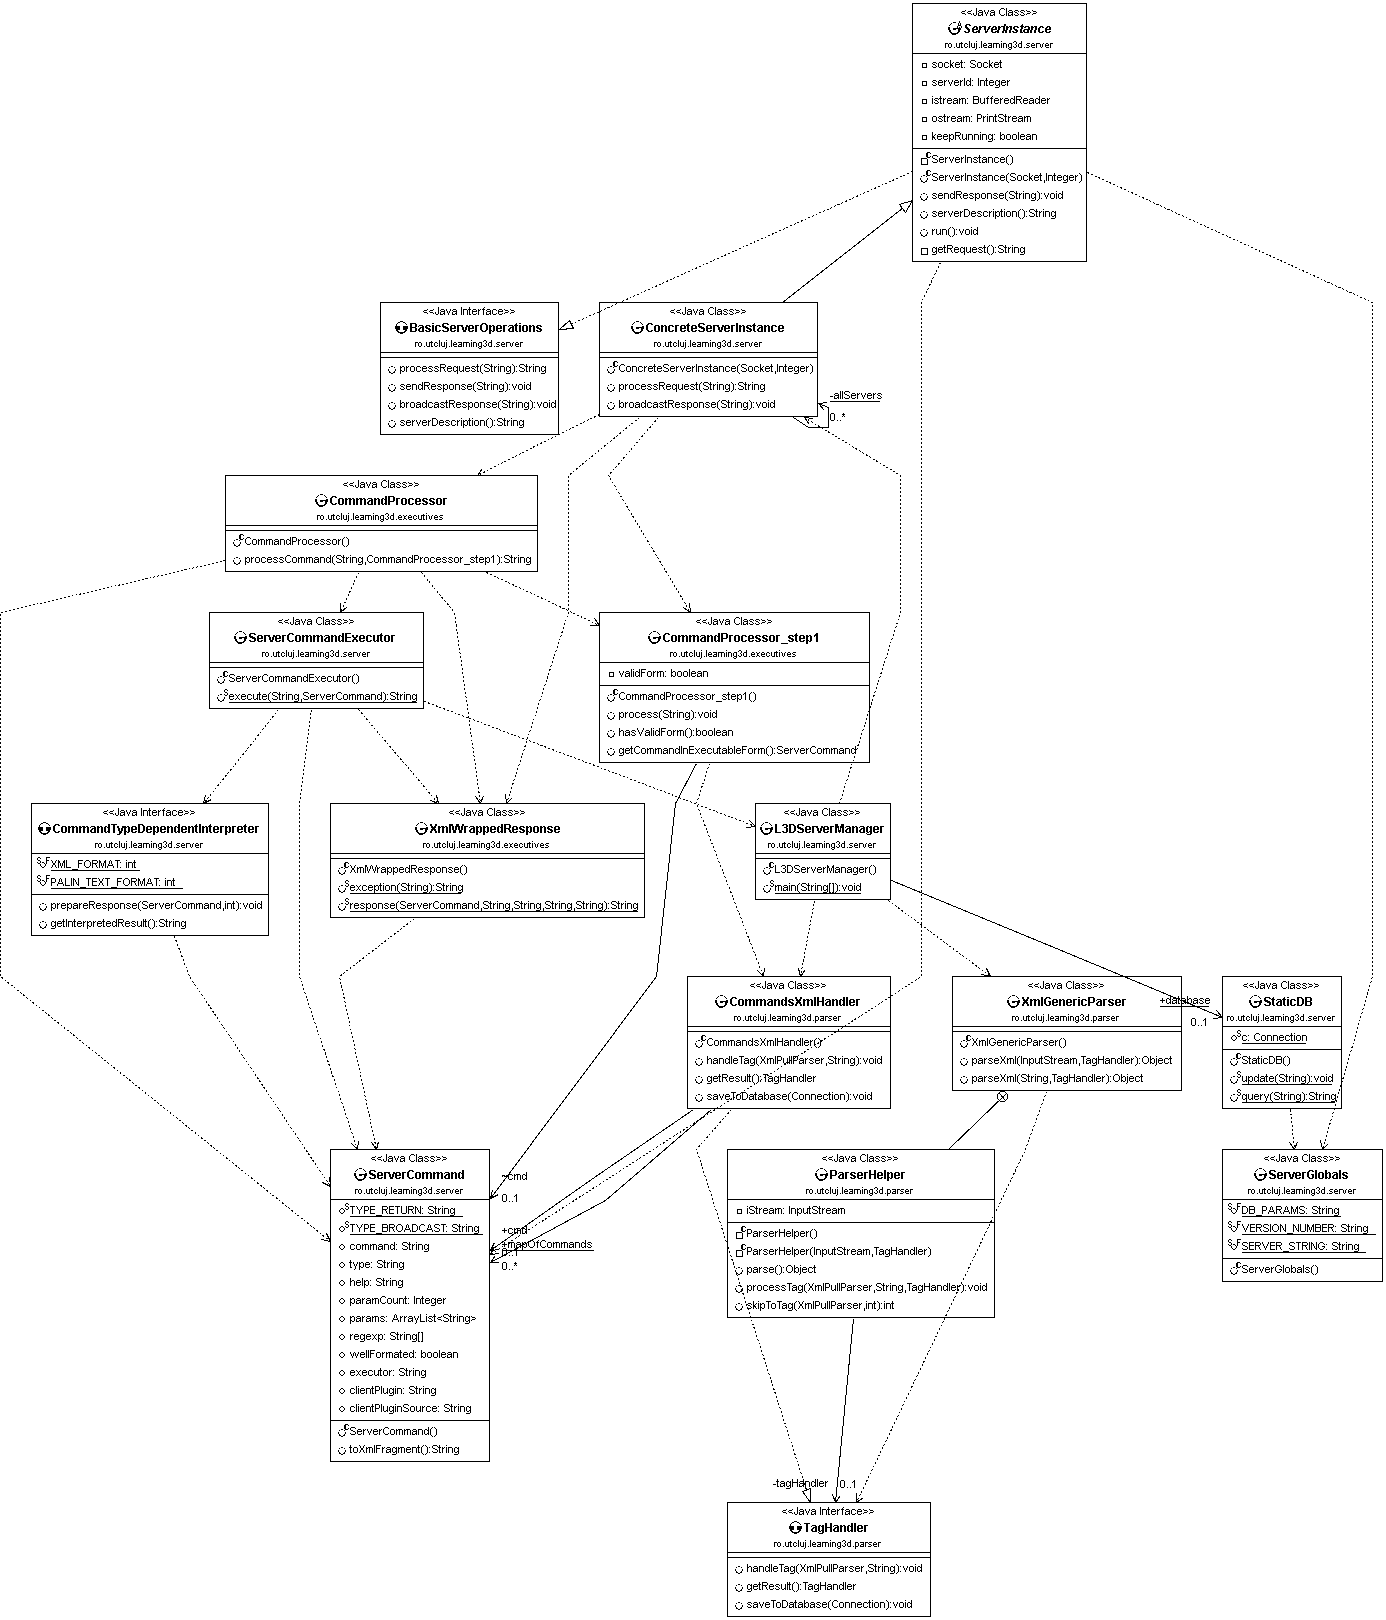 <<Java Class>>
ServerInstance
ro.utcluj.learning3d.server
socket: Socket
serverId: Integer
istream: BufferedReader
ostream: PrintStream
keepRunning: boolean
ServerInstance()
ServerInstance(Socket,Integer)
sendResponse(String):void
serverDescription():String
run():void
getRequest():String
<<Java Interface>>
BasicServerOperations
ro.utcluj.learning3d.server
processRequest(String):String
sendResponse(String):void
broadcastResponse(String):void
serverDescription():String
<<Java Class>>
ConcreteServerInstance
ro.utcluj.learning3d.server
ConcreteServerInstance(Socket,Integer)
processRequest(String):String
broadcastResponse(String):void
-allServers
0..*
<<Java Class>>
CommandProcessor
ro.utcluj.learning3d.executives
CommandProcessor()
processCommand(String,CommandProcessor_step1):String
<<Java Class>>
ServerCommandExecutor
ro.utcluj.learning3d.server
ServerCommandExecutor()
execute(String,ServerCommand):String
<<Java Class>>
CommandProcessor_step1
ro.utcluj.learning3d.executives
validForm: boolean
CommandProcessor_step1()
process(String):void
hasValidForm():boolean
getCommandInExecutableForm():ServerCommand
<<Java Interface>>
CommandTypeDependentInterpreter
ro.utcluj.learning3d.server
XML_FORMAT: int
PALIN_TEXT_FORMAT: int
prepareResponse(ServerCommand,int):void
getInterpretedResult():String
<<Java Class>>
XmlWrappedResponse
ro.utcluj.learning3d.executives
XmlWrappedResponse()
exception(String):String
response(ServerCommand,String,String,String,String):String
<<Java Class>>
L3DServerManager
ro.utcluj.learning3d.server
L3DServerManager()
main(String[]):void
<<Java Class>>
CommandsXmlHandler
ro.utcluj.learning3d.parser
CommandsXmlHandler()
handleTag(XmlPullParser,String):void
getResult():TagHandler
saveToDatabase(Connection):void
<<Java Class>>
XmlGenericParser
ro.utcluj.learning3d.parser
XmlGenericParser()
parseXml(InputStream,TagHandler):Object
parseXml(String,TagHandler):Object
+database
0..1
<<Java Class>>
StaticDB
ro.utcluj.learning3d.server
c: Connection
StaticDB()
update(String):void
query(String):String
<<Java Class>>
ServerCommand
ro.utcluj.learning3d.server
TYPE_RETURN: String
TYPE_BROADCAST: String
command: String
type: String
help: String
paramCount: Integer
params: ArrayList<String>
regexp: String[]
wellFormated: boolean
executor: String
clientPlugin: String
clientPluginSource: String
ServerCommand()
toXmlFragment():String
~cmd
0..1
+cmd
+mapOfCommands
0..1
0..*
<<Java Class>>
ParserHelper
ro.utcluj.learning3d.parser
iStream: InputStream
ParserHelper()
ParserHelper(InputStream,TagHandler)
parse():Object
processTag(XmlPullParser,String,TagHandler):void
skipToTag(XmlPullParser,int):int
<<Java Class>>
ServerGlobals
ro.utcluj.learning3d.server
DB_PARAMS: String
VERSION_NUMBER: String
SERVER_STRING: String
ServerGlobals()
-tagHandler
0..1
<<Java Interface>>
TagHandler
ro.utcluj.learning3d.parser
handleTag(XmlPullParser,String):void
getResult():TagHandler
saveToDatabase(Connection):void